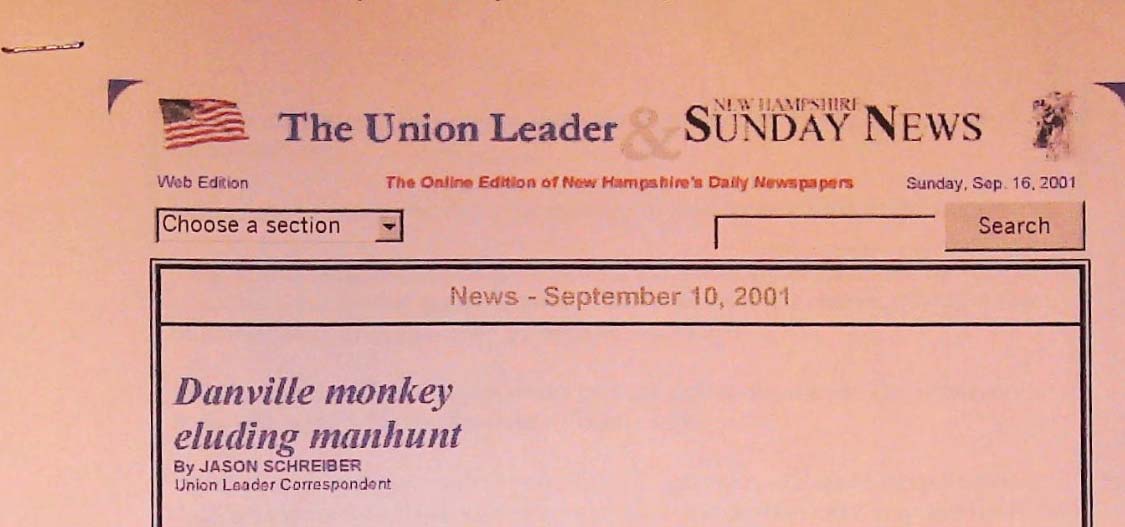 The Union Leader & NEW HAMPSHIRE SUNDAY NEWS
Web Edition The Online Edition of New Hampshire's Daily Newspapers Sunday, Sep. 16, 2001
Choose a section Search
News - September 10, 2001
Danville monkey
eluding manhunt
By JASON SCHREIBER
Union Leader Correspondent